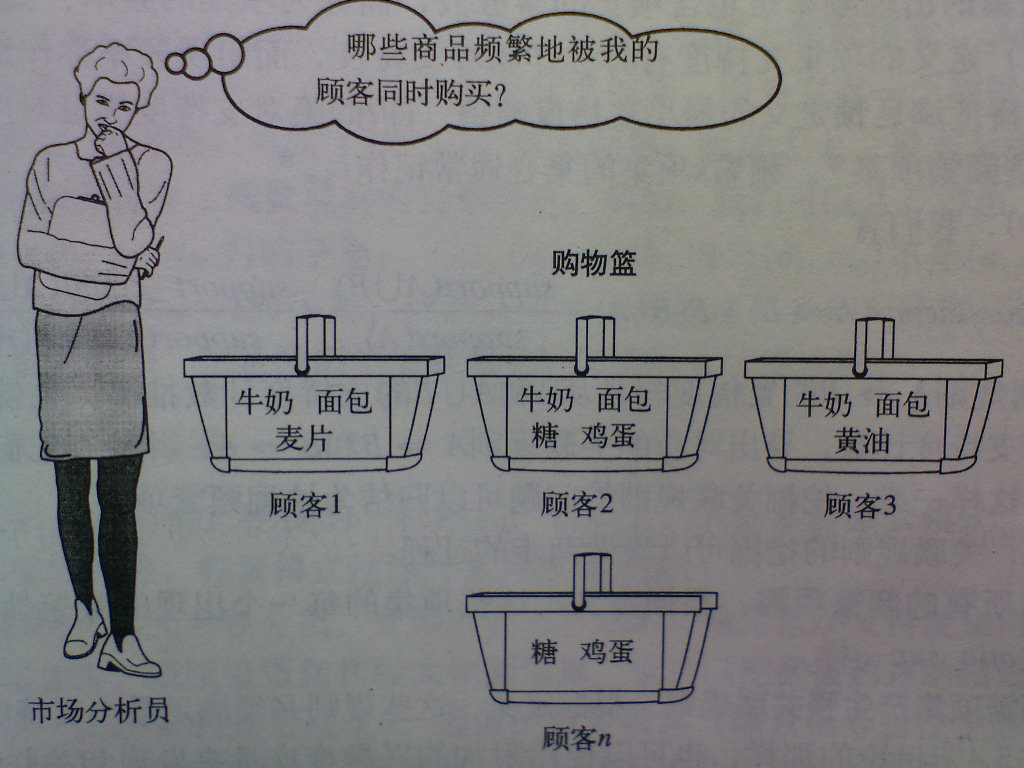 哪些商品频繁地被我的
顾客同时购买?
购物篮
牛奶 面包
麦片
牛奶 面包
糖 鸡蛋
牛奶 面包
黄油
顾客1
顾客2
顾客3
糖 鸡蛋
市场分析员
顾客n